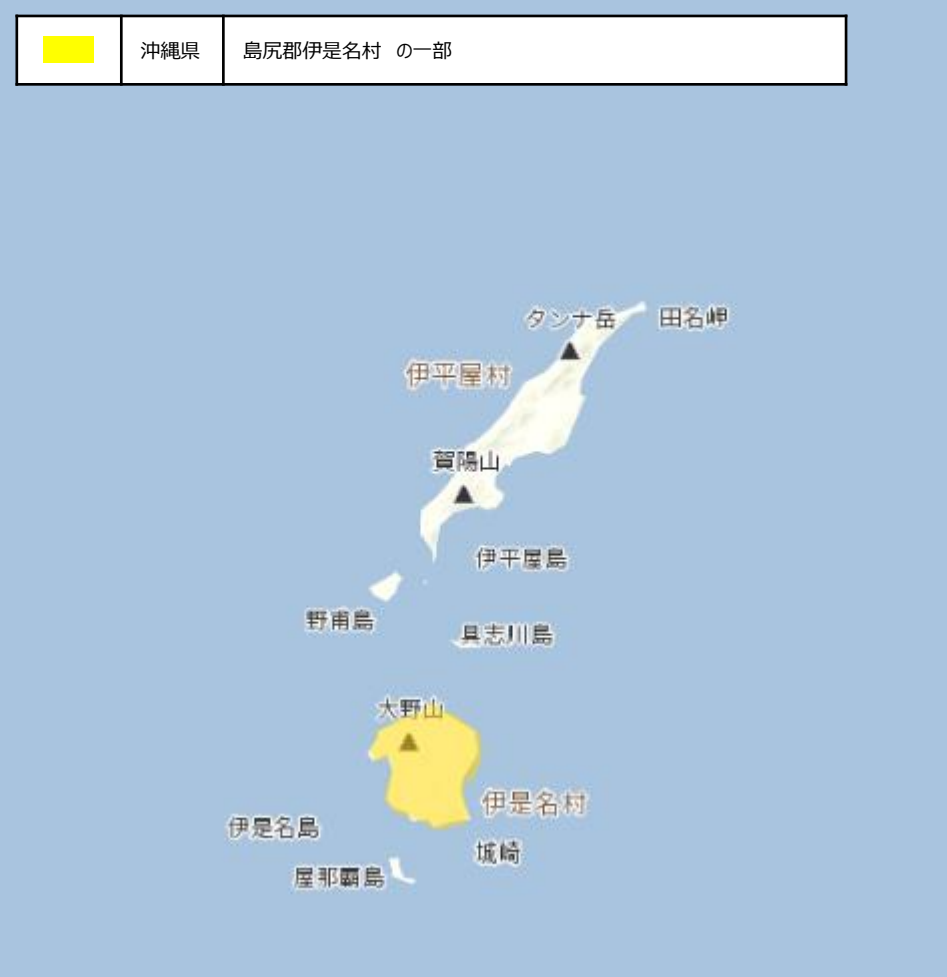 沖縄県 島尻郡伊是名村 の一部
タンナ岳 田名岬
伊平屋村
賀陽山
伊平屋島
野甫島
具志川島
大野山
伊是名村
伊是名島
城崎
屋那覇島